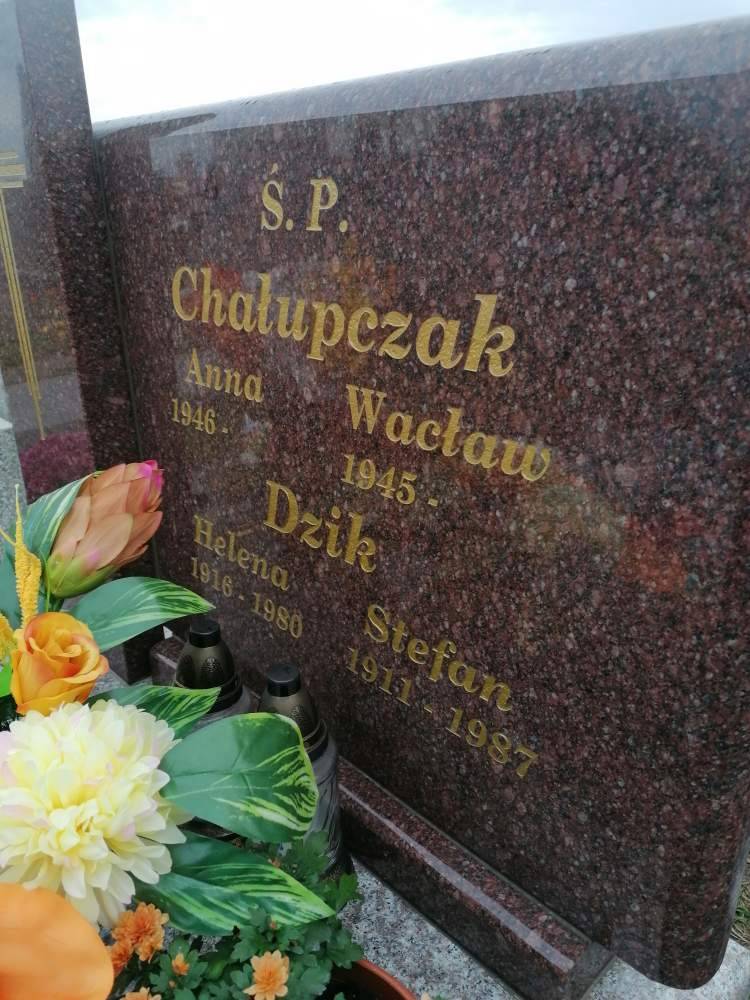 Ś. P.
Chałupczak
Anna Wacław
1946 - 1945 -
Dzik
Helena Stefan
1916 - 1980 1911 - 1987